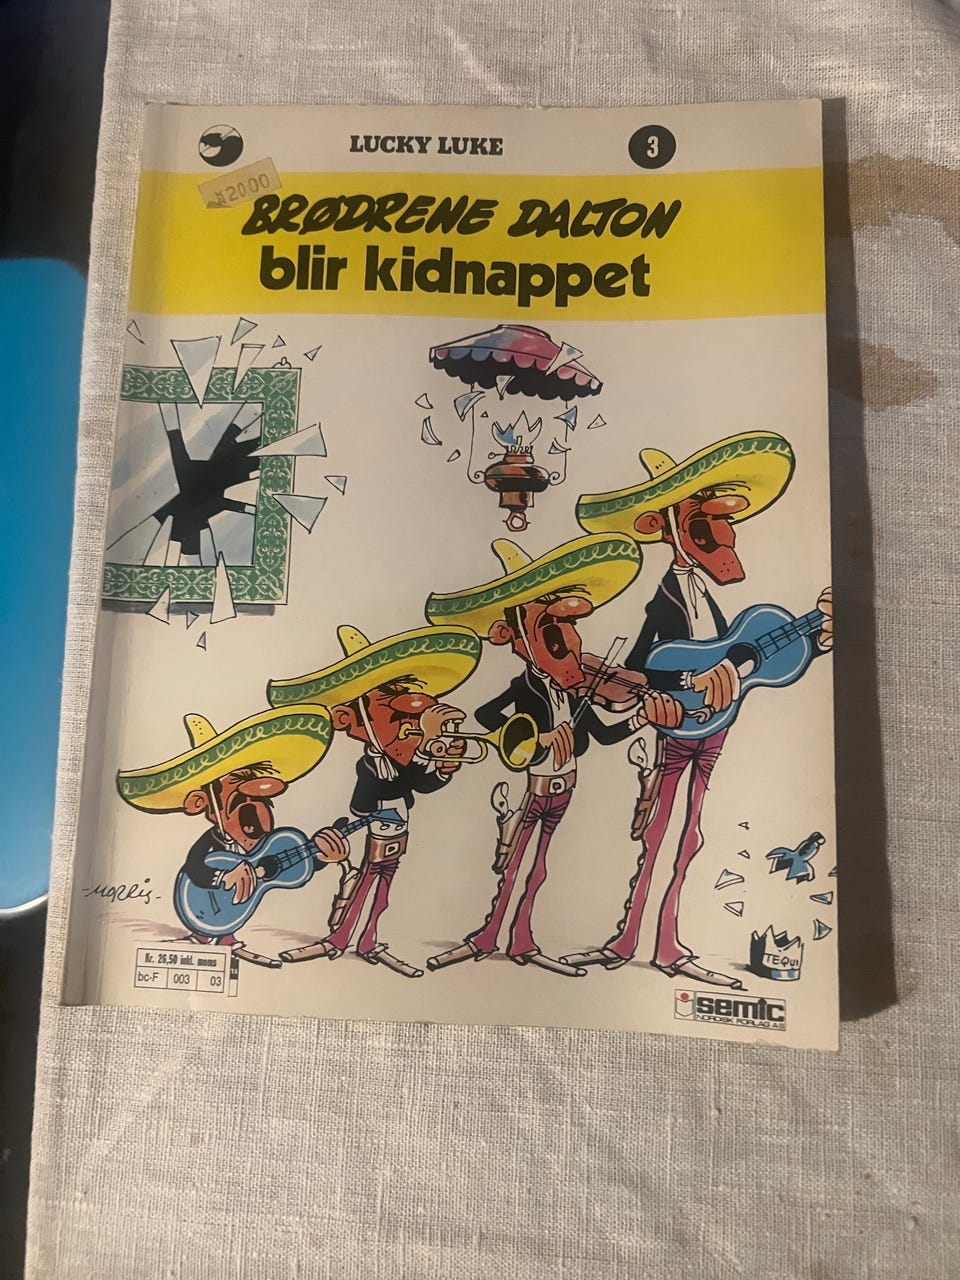 LUCKY LUKE
3
20.00
BRØDRENE DALTON
blir kidnappet
-MORRIS-
TEQUI
Kr. 26,50 inkl. moms
bc-F 003 03
semic
NORDISK FORLAG AS